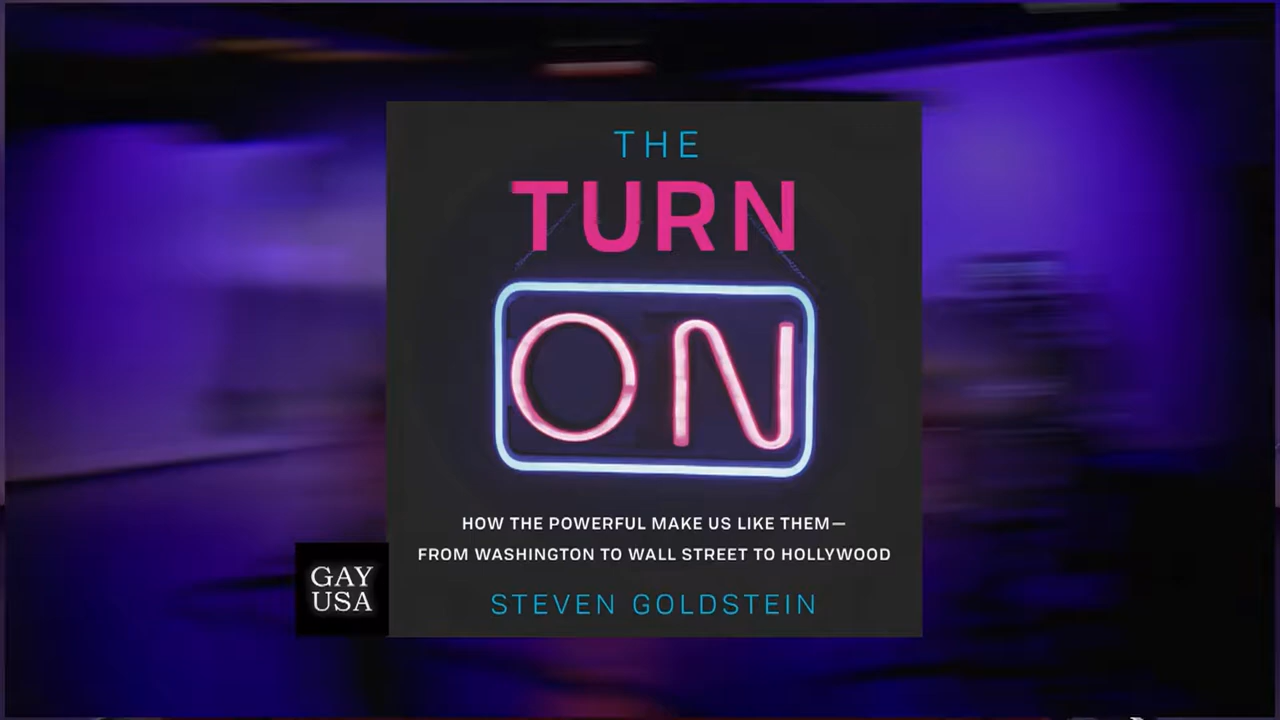 THE
TURN
ON
HOW THE POWERFUL MAKE US LIKE THEM—
FROM WASHINGTON TO WALL STREET TO HOLLYWOOD
STEVEN GOLDSTEIN
GAY
USA